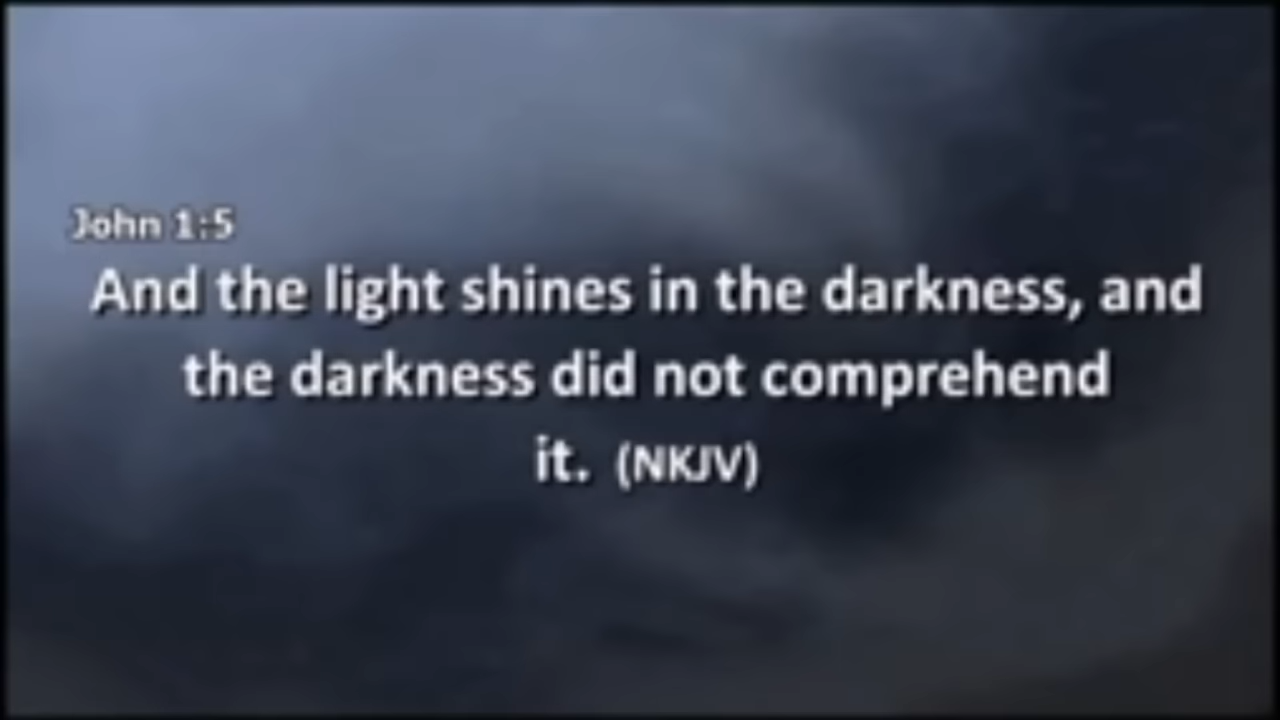 John 1:5
And the light shines in the darkness, and
the darkness did not comprehend
it. (NKJV)